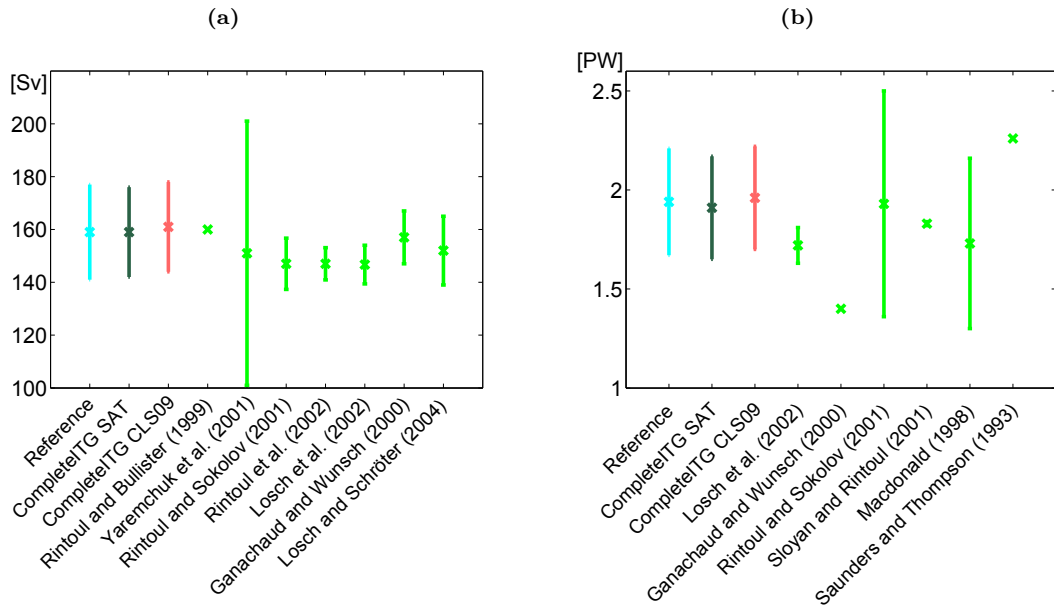 (a)
[Sv]
200
180
160
140
120
100
Reference
CompleteITG SAT
CompleteITG CLS09
Rintoul and Bullister (1999)
Yaremchuk et al. (2001)
Rintoul and Sokolov (2001)
Rintoul et al. (2002)
Losch et al. (2002)
Ganachaud and Wunsch (2000)
Losch and Schröter (2004)
(b)
[PW]
2.5
2
1.5
1
Reference
CompleteITG SAT
CompleteITG CLS09
Losch et al. (2002)
Ganachaud and Wunsch (2000)
Rintoul and Sokolov (2001)
Sloyan and Rintoul (2001)
Macdonald (1998)
Saunders and Thompson (1993)